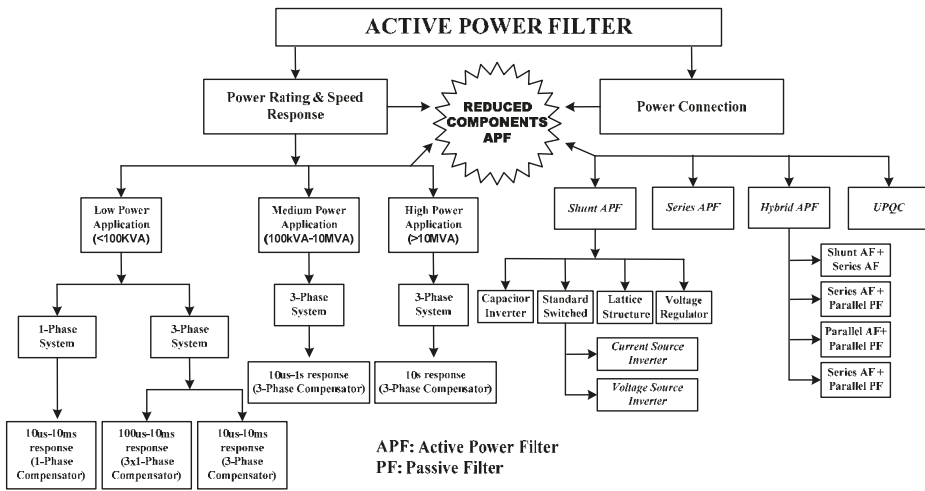 ACTIVE POWER FILTER
Power Rating & Speed
Response
REDUCED
COMPONENTS
APF
Power Connection
Low Power
Application
(<100KVA)
Medium Power
Application
(100kVA-10MVA)
High Power
Application
(>10MVA)
Shunt APF
Series APF
Hybrid APF
UPQC
Shunt AF+
Series AF
Series AF+
Parallel PF
Parallel AF+
Parallel PF
Series AF+
Parallel PF
Capacitor
Inverter
Standard
Switched
Lattice
Structure
Voltage
Regulator
Current Source
Inverter
Voltage Source
Inverter
1-Phase
System
3-Phase
System
3-Phase
System
3-Phase
System
10us-1s response
(3-Phase Compensator)
10s response
(3-Phase Compensator)
10us-10ms
response
(1-Phase
Compensator)
100us-10ms
response
(3x1-Phase
Compensator)
10us-10ms
response
(3-Phase
Compensator)
APF: Active Power Filter
PF: Passive Filter